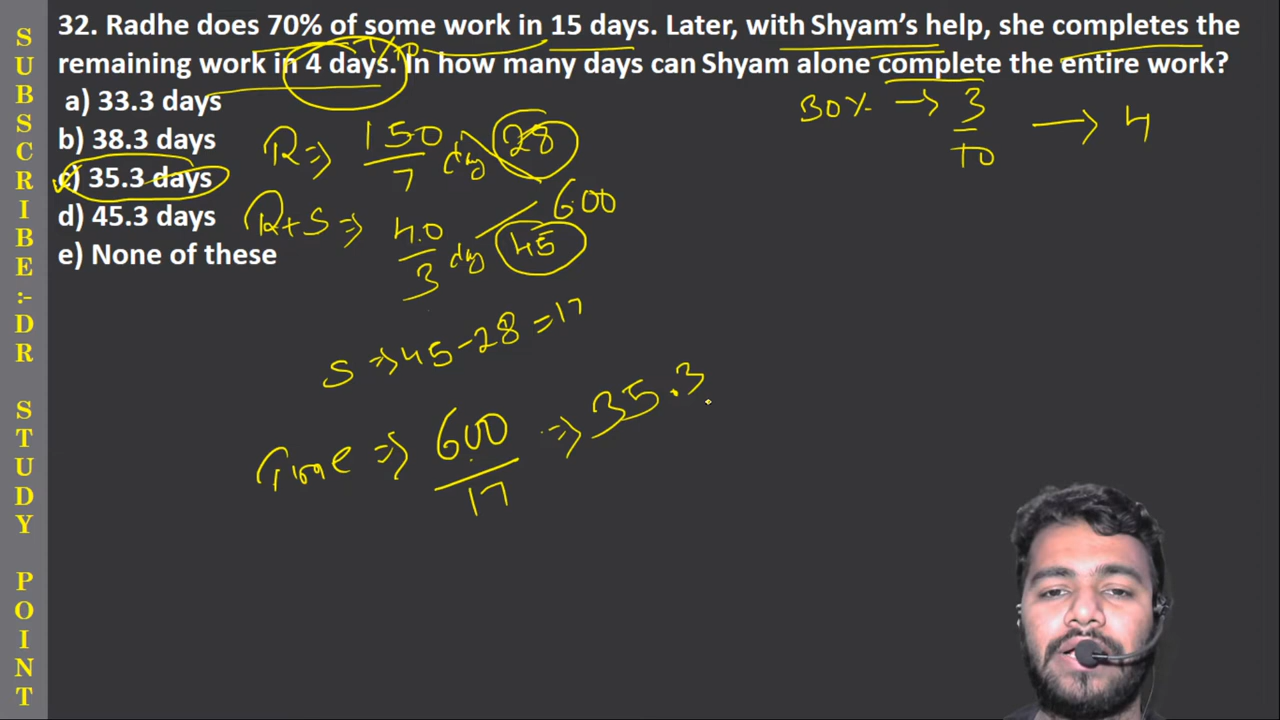 SUBSCRIBE:-DR STUDY POINT
32. Radhe does 70% of some work in 15 days. Later, with Shyam's help, she completes the
remaining work in 4 days. In how many days can Shyam alone complete the entire work?
a) 33.3 days
b) 38.3 days
c) 35.3 days
d) 45.3 days
e) None of these
30% → 3/10 → 4
R ⇒ 150/7 day 28
600
R+S ⇒ 40/3 day 45
S ⇒ 45-28=17
Time ⇒ 600/17 ⇒ 35.3